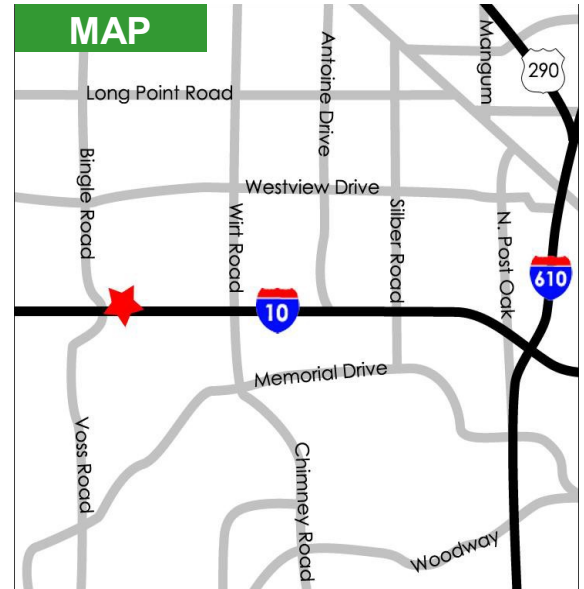 MAP
Mangum
290
Antoine Drive
Long Point Road
Bingle Road
Westview Drive
Wirt Road
Silber Road
N. Post Oak
610
10
Memorial Drive
Voss Road
Chimney Road
Woodway